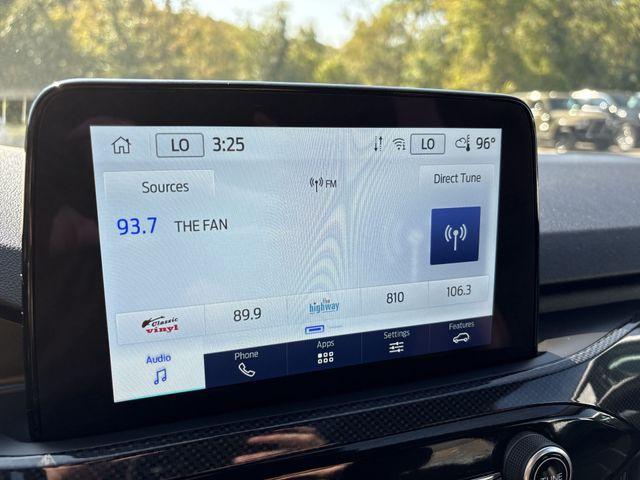 LO 3:25 LO 96°
Sources FM Direct Tune
93.7 THE FAN
Classic vinyl 89.9 the highway 810 106.3
Audio Phone Apps Settings Features
TUNE